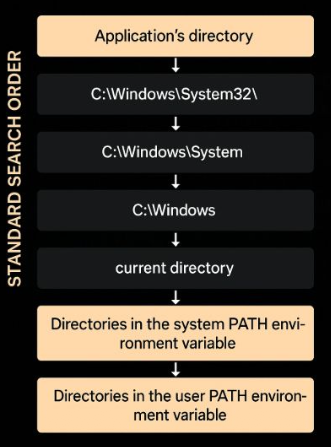 STANDARD SEARCH ORDER
Application's directory
C:\Windows\System32\
C:\Windows\System
C:\Windows
current directory
Directories in the system PATH envi-
ronment variable
Directories in the user PATH environ-
ment variable